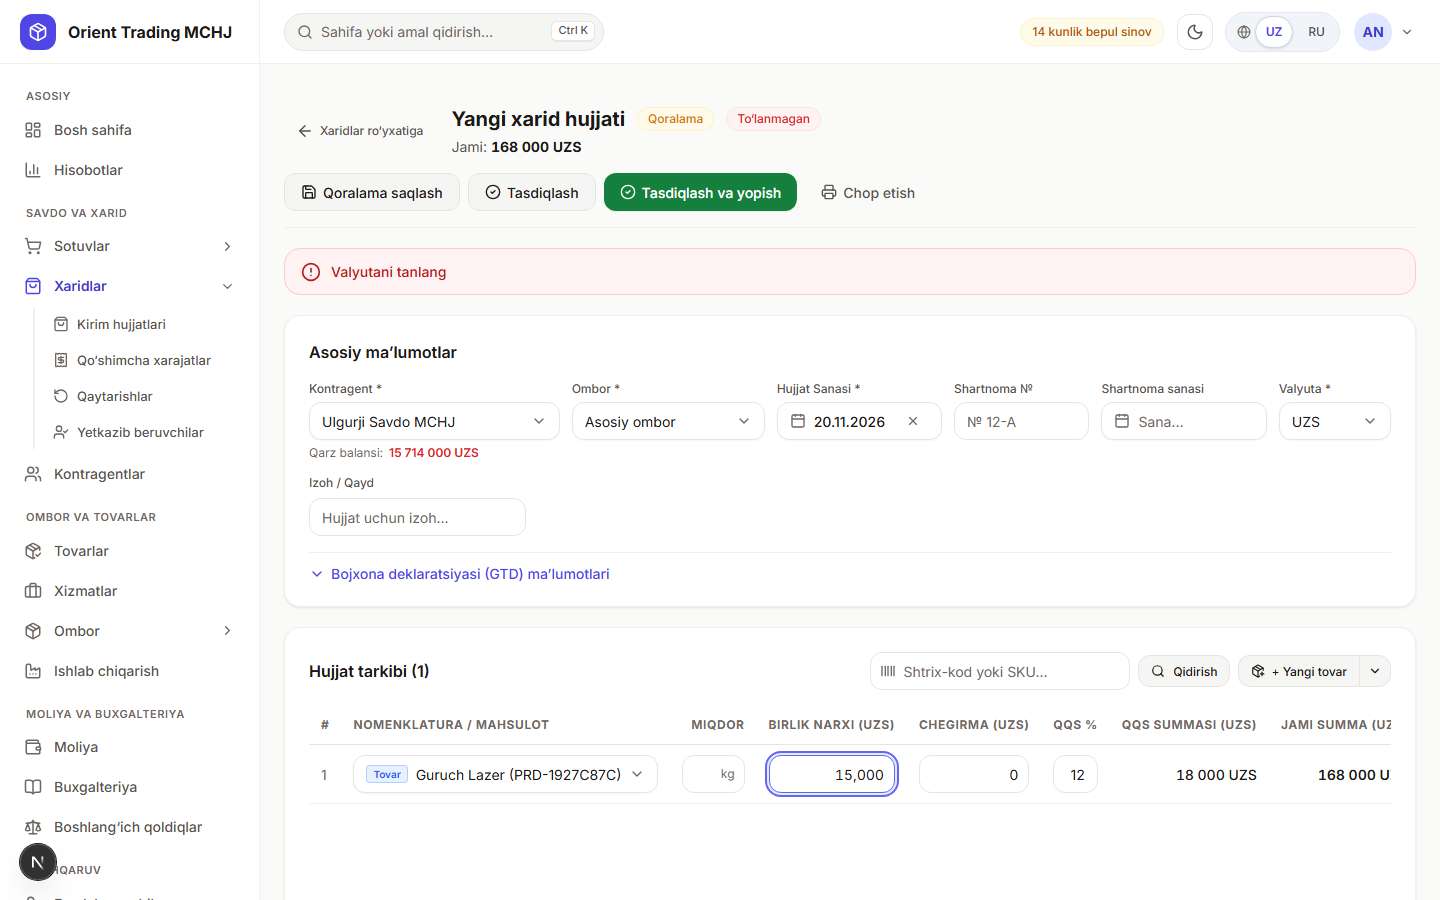 Orient Trading MCHJ
Sahifa yoki amal qidirish...
Ctrl K
14 kunlik bepul sinov
UZ
RU
AN
ASOSIY
Bosh sahifa
Hisobotlar
SAVDO VA XARID
Sotuvlar
Xaridlar
Kirim hujjatlari
Qo‘shimcha xarajatlar
Qaytarishlar
Yetkazib beruvchilar
Kontragentlar
OMBOR VA TOVARLAR
Tovarlar
Xizmatlar
Ombor
Ishlab chiqarish
MOLIYA VA BUXGALTERIYA
Moliya
Buxgalteriya
Boshlang‘ich qoldiqlar
N
IQARUV
Xaridlar ro‘yxatiga
Yangi xarid hujjati
Qoralama
To‘lanmagan
Jami: 168 000 UZS
Qoralama saqlash
Tasdiqlash
Tasdiqlash va yopish
Chop etish
Valyutani tanlang
Asosiy ma’lumotlar
Kontragent *
Ombor *
Hujjat Sanasi *
Shartnoma №
Shartnoma sanasi
Valyuta *
Ulgurji Savdo MCHJ
Asosiy ombor
20.11.2026
№ 12-A
Sana...
UZS
Qarz balansi: 15 714 000 UZS
Izoh / Qayd
Hujjat uchun izoh...
Bojxona deklaratsiyasi (GTD) ma’lumotlari
Hujjat tarkibi (1)
Shtrix-kod yoki SKU...
Qidirish
+ Yangi tovar
# NOMENKLATURA / MAHSULOT MIQDOR BIRLIK NARXI (UZS) CHEGIRMA (UZS) QQS % QQS SUMMASI (UZS) JAMI SUMMA (UZ
1 Tovar Guruch Lazer (PRD-1927C87C) kg 15,000 0 12 18 000 UZS 168 000 U